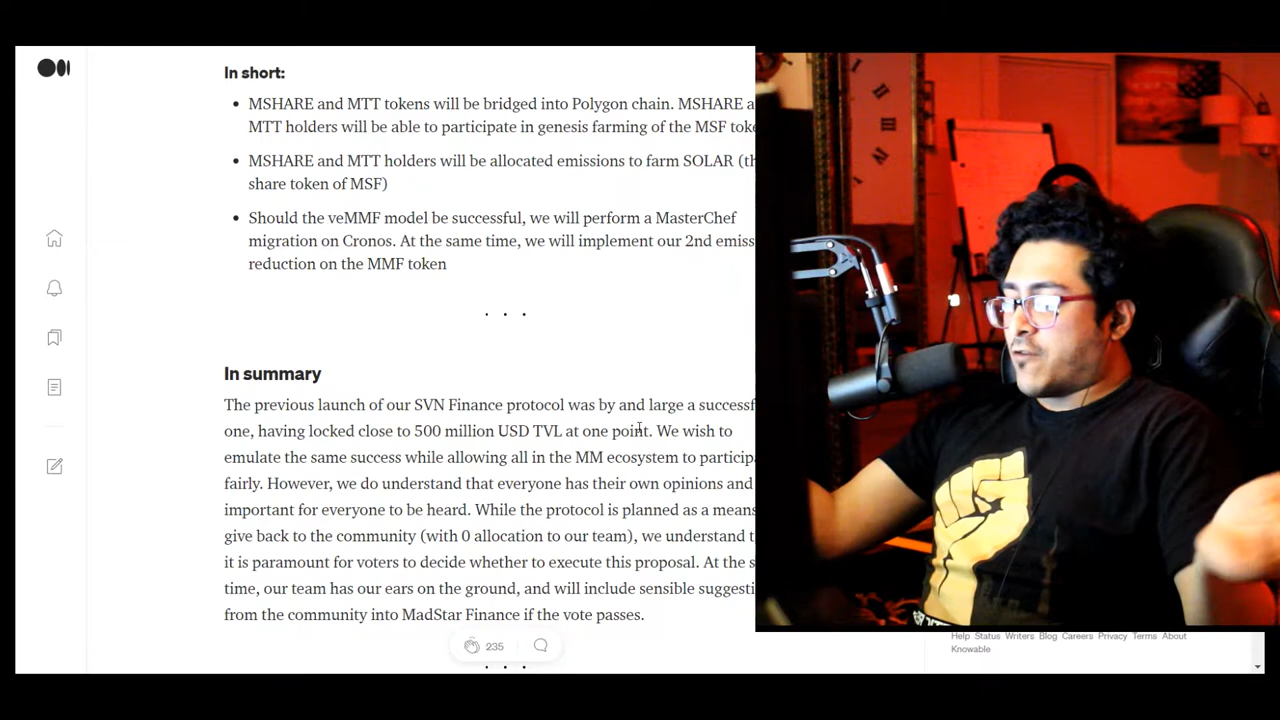 In short:
• MSHARE and MTT tokens will be bridged into Polygon chain. MSHARE
MTT holders will be able to participate in genesis farming of the MSF
• MSHARE and MTT holders will be allocated emissions to farm SOLAR
share token of MSF)
• Should the veMMF model be successful, we will perform a MasterChef
migration on Cronos. At the same time, we will implement our 2nd
reduction on the MMF token
. . .
In summary
The previous launch of our SVN Finance protocol was by and large a
one, having locked close to 500 million USD TVL at one point. We wish to
emulate the same success while allowing all in the MM ecosystem to
fairly. However, we do understand that everyone has their own opinions and
important for everyone to be heard. While the protocol is planned as a means
give back to the community (with 0 allocation to our team), we understand
it is paramount for voters to decide whether to execute this proposal. At the
time, our team has our ears on the ground, and will include sensible
from the community into MadStar Finance if the vote passes.
235
. . .
Help Status Writers Blog Careers Privacy Terms About
Knowable